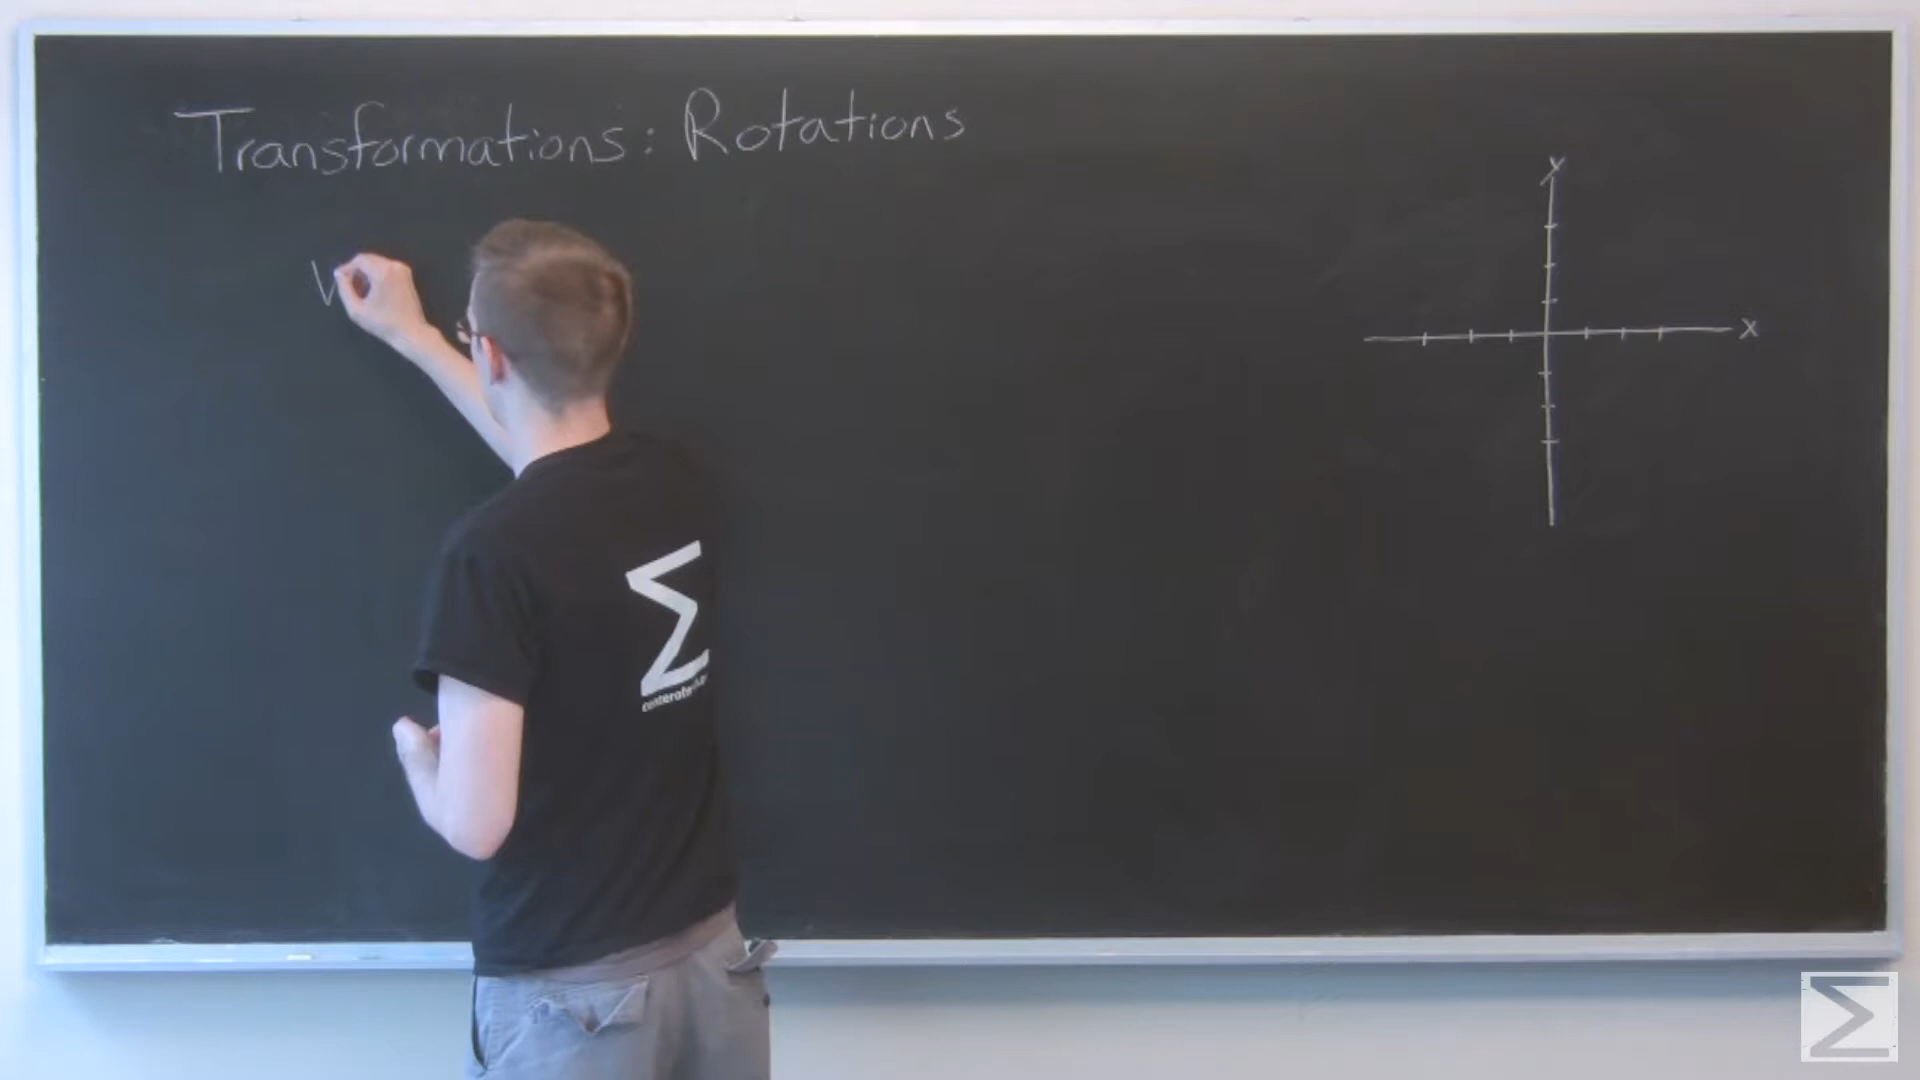 Transformations: Rotations
y
x
Σ
Σ